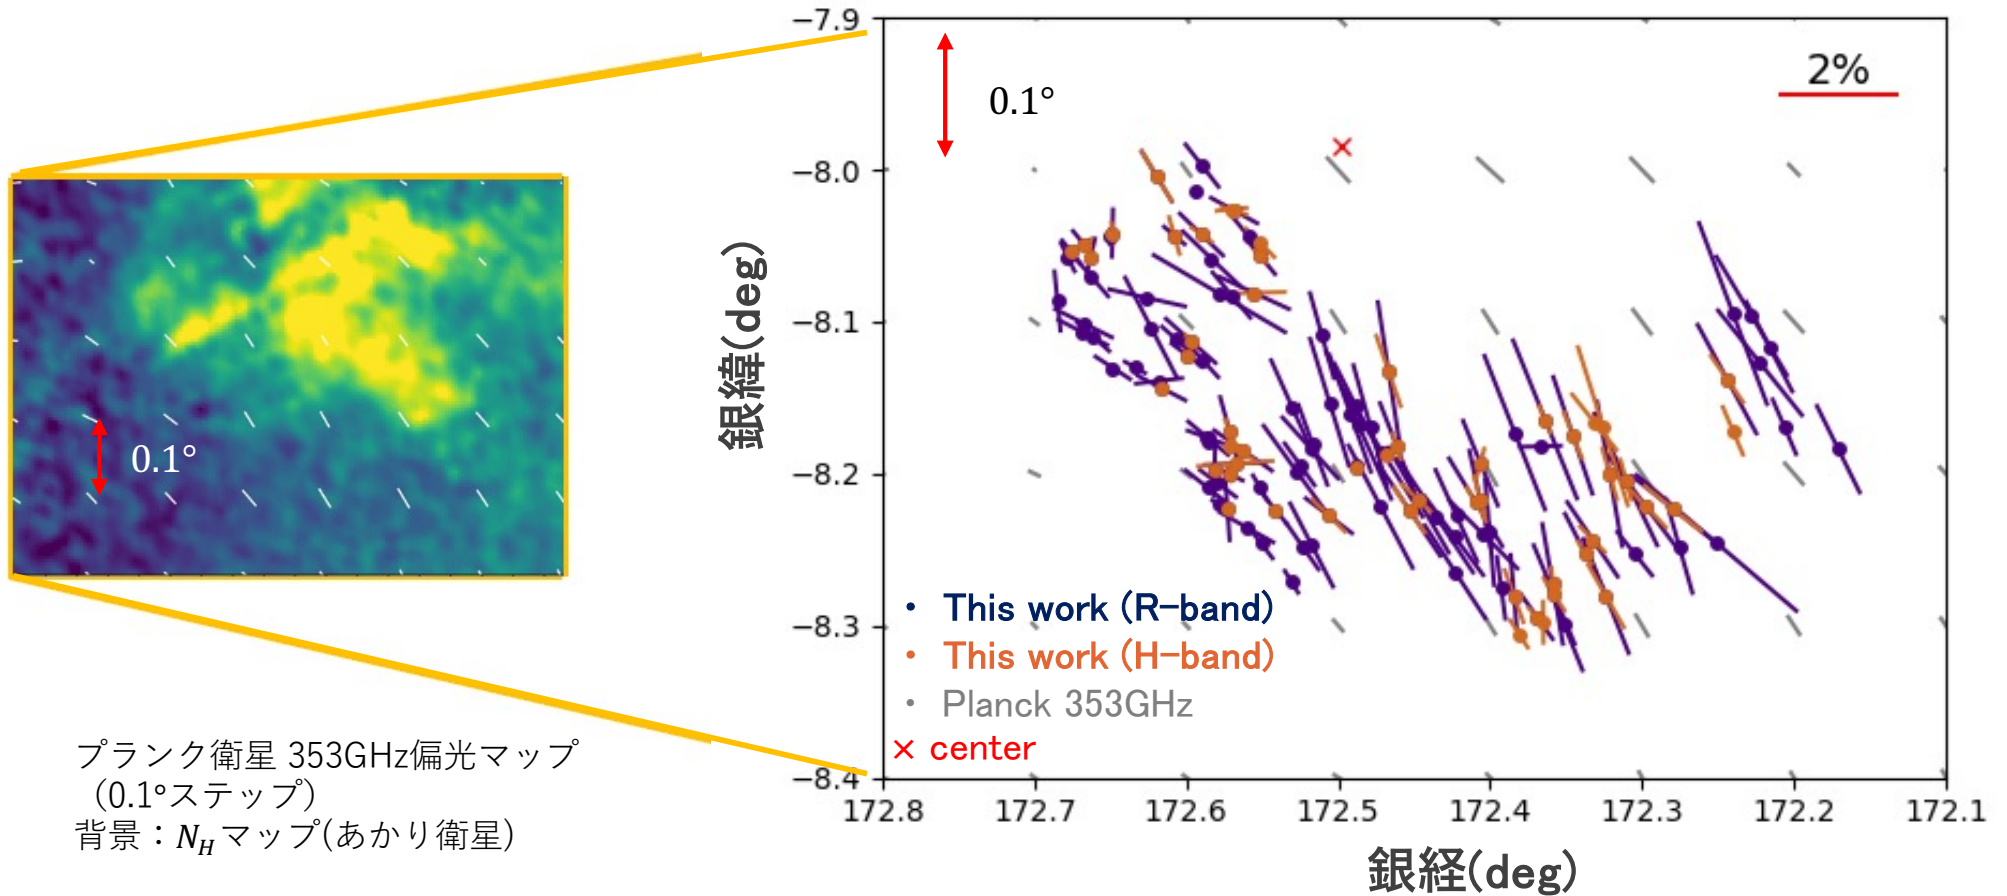 −7.9
−8.0
−8.1
−8.2
−8.3
−8.4
172.8
172.7
172.6
172.5
172.4
172.3
172.2
172.1
銀緯(deg)
銀経(deg)
0.1°
2%
• This work (R−band)
• This work (H−band)
• Planck 353GHz
× center
0.1°
プランク衛星 353GHz偏光マップ
（0.1°ステップ）
背景：N_H マップ(あかり衛星)